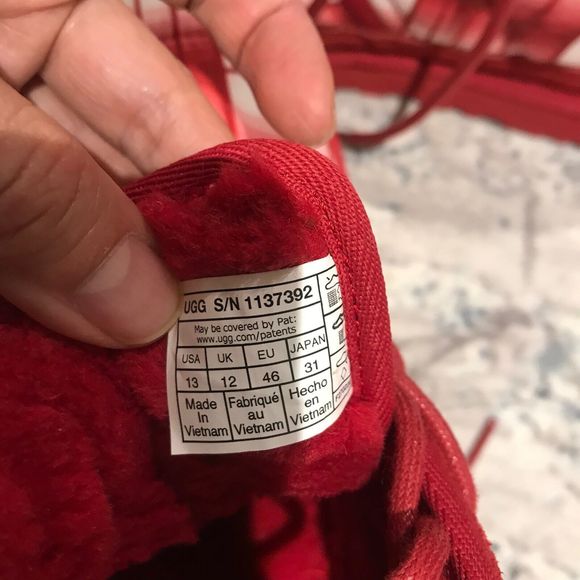 UGG S/N 1137392
May be covered by Pat:
www.ugg.com/patents
USA UK EU JAPAN
13 12 46 31
Made In Vietnam
Fabriqué au Vietnam
Hecho en Vietnam